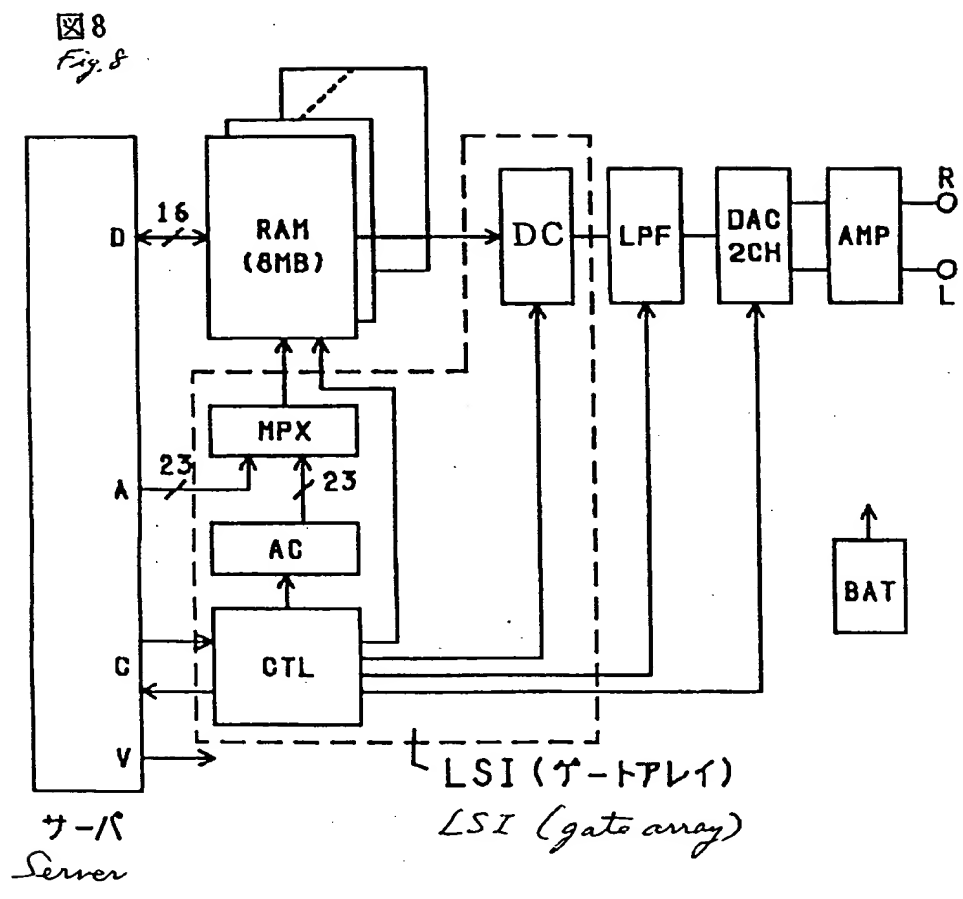 図8
Fig. 8
R
16
D
RAM
(8MB)
DC
LPF
DAC
2CH
AMP
L
MPX
23
A
23
AC
BAT
C
CTL
V
LSI(ゲートアレイ)
LSI (gate array)
サーバ
Server